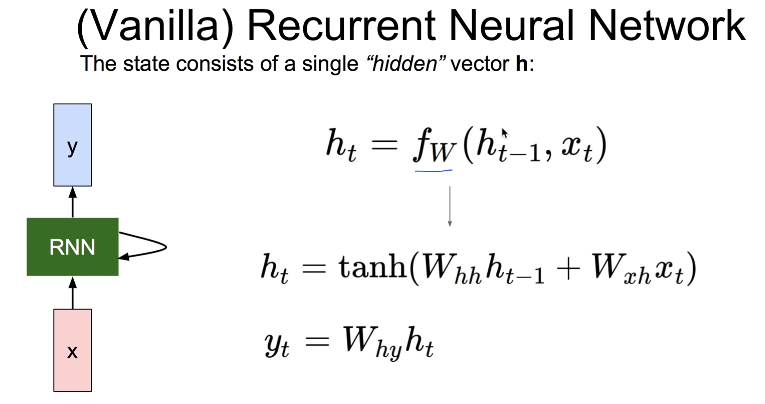 (Vanilla) Recurrent Neural Network
The state consists of a single “hidden” vector h:
y
RNN
x
h_t = f_W(h_{t−1}, x_t)
h_t = tanh(W_{hh}h_{t−1} + W_{xh}x_t)
y_t = W_{hy}h_t